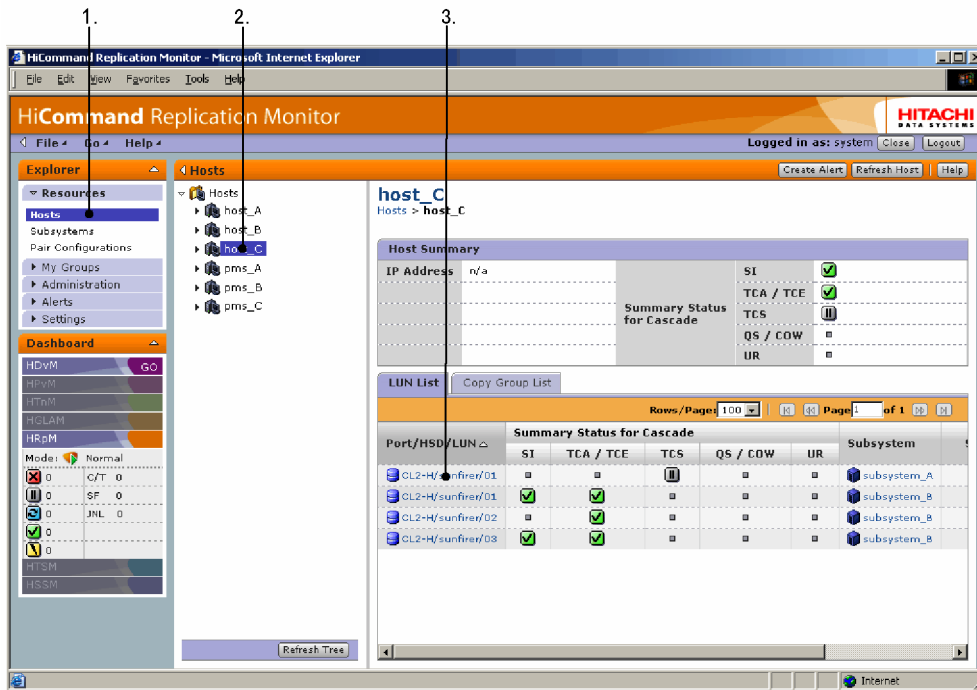 1. 2. 3.
HiCommand Replication Monitor - Microsoft Internet Explorer
File Edit View Favorites Tools Help
HiCommand Replication Monitor
HITACHI
DATA SYSTEMS
File Go Help
Logged in as: system Close Logout
Explorer
Hosts
Create Alert Refresh Host Help
Resources
Hosts
Subsystems
Pair Configurations
My Groups
Administration
Alerts
Settings
Dashboard
HDvM GO
HPvM
HTnM
HGLAM
HRpM
Mode: Normal
0 C/T 0
0 SF 0
0 JNL 0
0
0
HTSM
HSSM
Hosts
host_A
host_B
host_C
pms_A
pms_B
pms_C
Refresh Tree
host_C
Hosts > host_C
Host Summary
IP Address n/a
Summary Status for Cascade
SI
TCA / TCE
TCS
QS / COW
UR
LUN List Copy Group List
Rows/Page: 100 Page 1 of 1
Port/HSD/LUN Summary Status for Cascade Subsystem
SI TCA / TCE TCS QS / COW UR
CL2-H/sunfirer/01 subsystem_A
CL2-H/sunfirer/01 subsystem_B
CL2-H/sunfirer/02 subsystem_B
CL2-H/sunfirer/03 subsystem_B
Internet